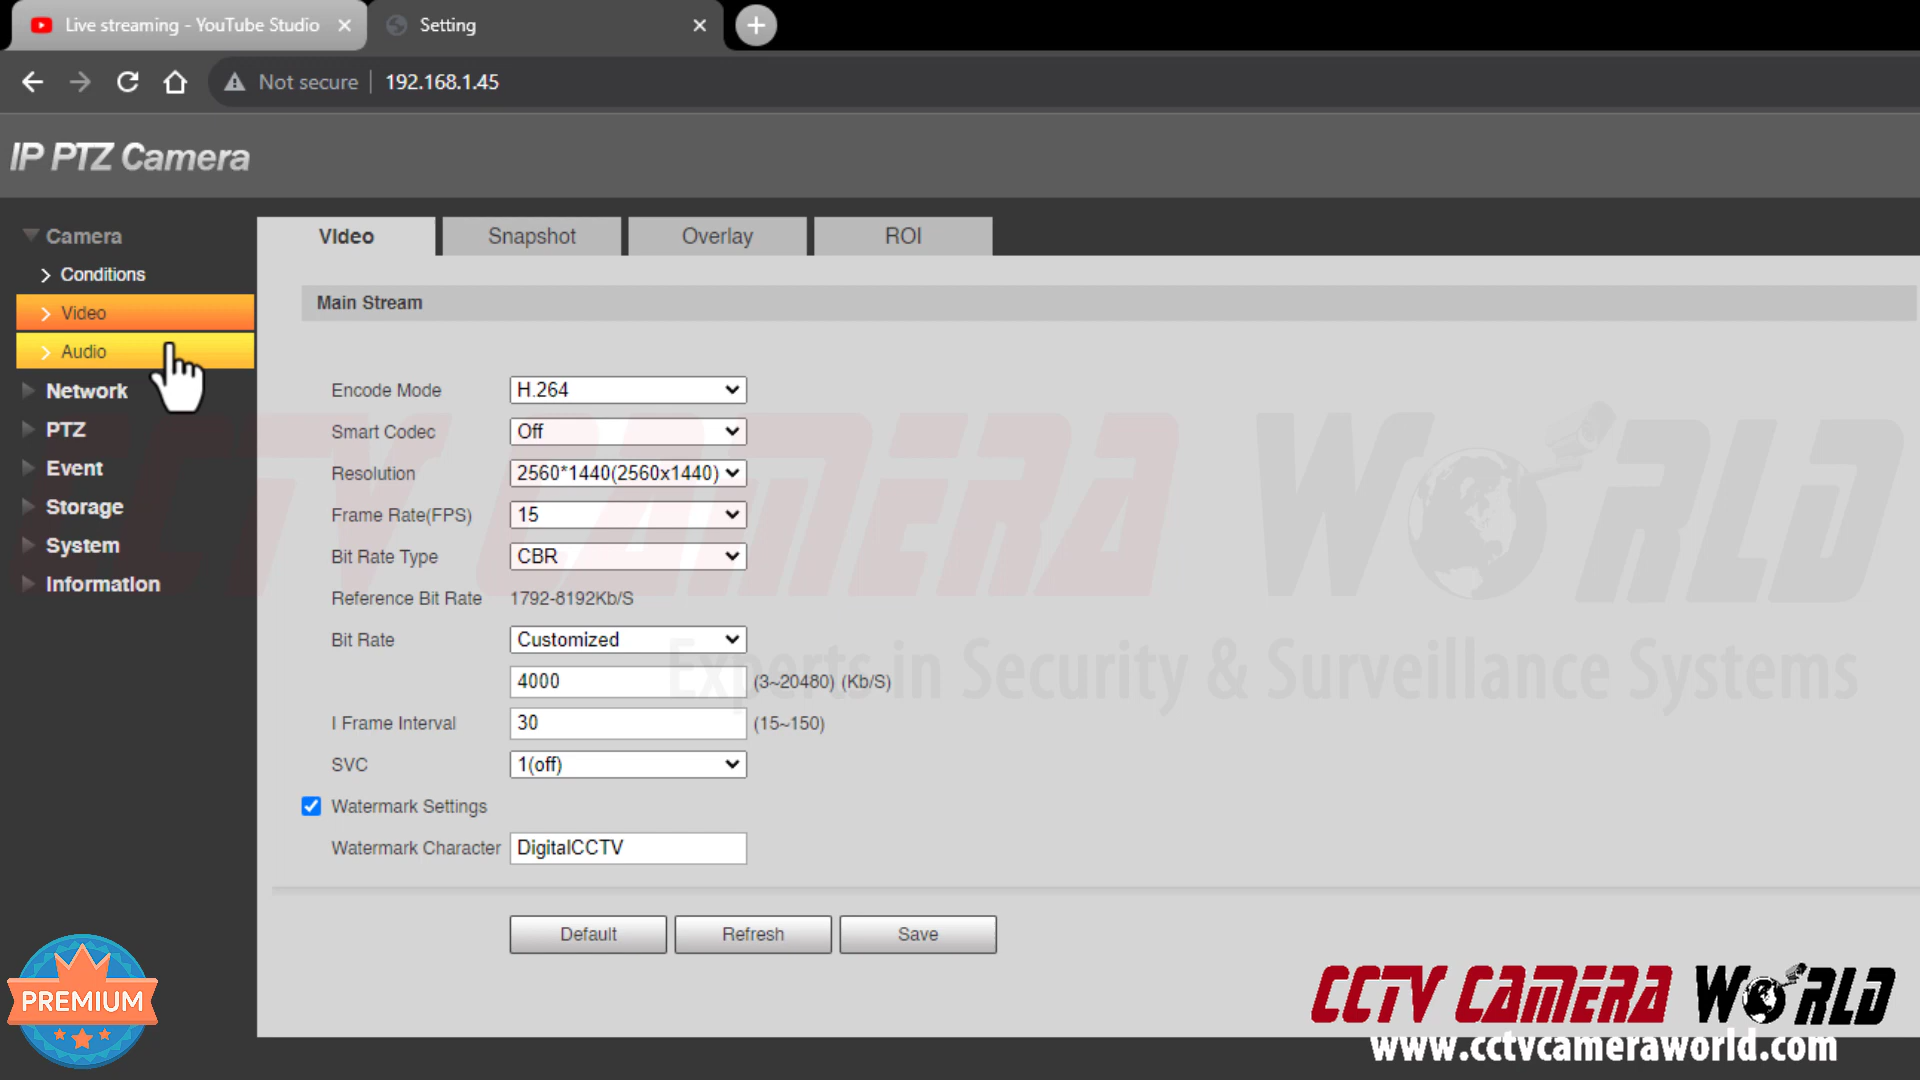 Live streaming - YouTube Studio
Setting
Not secure 192.168.1.45
IP PTZ Camera
Camera
Conditions
Video
Audio
Network
PTZ
Event
Storage
System
Information
Video Snapshot Overlay ROI
Main Stream
Encode Mode H.264
Smart Codec Off
Resolution 2560*1440(2560x1440)
Frame Rate(FPS) 15
Bit Rate Type CBR
Reference Bit Rate 1792-8192Kb/S
Bit Rate Customized
4000 (3~20480) (Kb/S)
I Frame Interval 30 (15~150)
SVC 1(off)
Watermark Settings
Watermark Character DigitalCCTV
Default Refresh Save
CCTV CAMERA WORLD
Experts in Security & Surveillance Systems
PREMIUM
CCTV CAMERA WORLD
www.cctvcameraworld.com